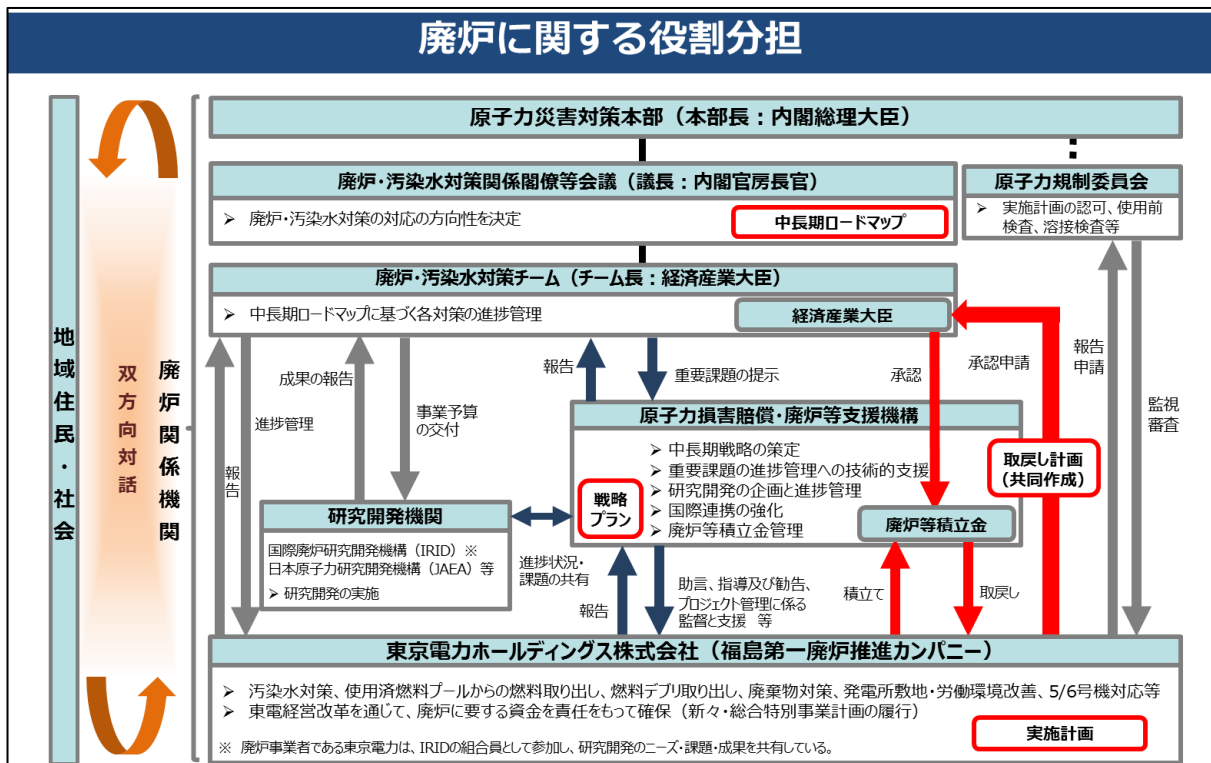 廃炉に関する役割分担
原子力災害対策本部（本部長：内閣総理大臣）
廃炉・汚染水対策関係閣僚等会議（議長：内閣官房長官）
➢ 廃炉・汚染水対策の対応の方向性を決定
中長期ロードマップ
原子力規制委員会
➢ 実施計画の認可、使用前
検査、溶接検査等
廃炉・汚染水対策チーム（チーム長：経済産業大臣）
➢ 中長期ロードマップに基づく各対策の進捗管理
経済産業大臣
地域住民・社会
双方向対話
廃炉関係機関
報告
進捗管理
成果の報告
事業予算
の交付
報告
重要課題の提示
承認
承認申請
報告
申請
監視
審査
原子力損害賠償・廃炉等支援機構
➢ 中長期戦略の策定
➢ 重要課題の進捗管理への技術的支援
➢ 研究開発の企画と進捗管理
➢ 国際連携の強化
➢ 廃炉等積立金管理
戦略
プラン
廃炉等積立金
取戻し計画
（共同作成）
研究開発機関
国際廃炉研究開発機構（IRID）※
日本原子力研究開発機構（JAEA）等
➢ 研究開発の実施
進捗状況・
課題の共有
報告
助言、指導及び勧告、
プロジェクト管理に係る
監督と支援 等
積立て
取戻し
東京電力ホールディングス株式会社（福島第一廃炉推進カンパニー）
➢ 汚染水対策、使用済燃料プールからの燃料取り出し、燃料デブリ取り出し、廃棄物対策、発電所敷地・労働環境改善、5/6号機対応等
➢ 東電経営改革を通じて、廃炉に要する資金を責任をもって確保（新々・総合特別事業計画の履行）
※ 廃炉事業者である東京電力は、IRIDの組合員として参加し、研究開発のニーズ・課題・成果を共有している。
実施計画